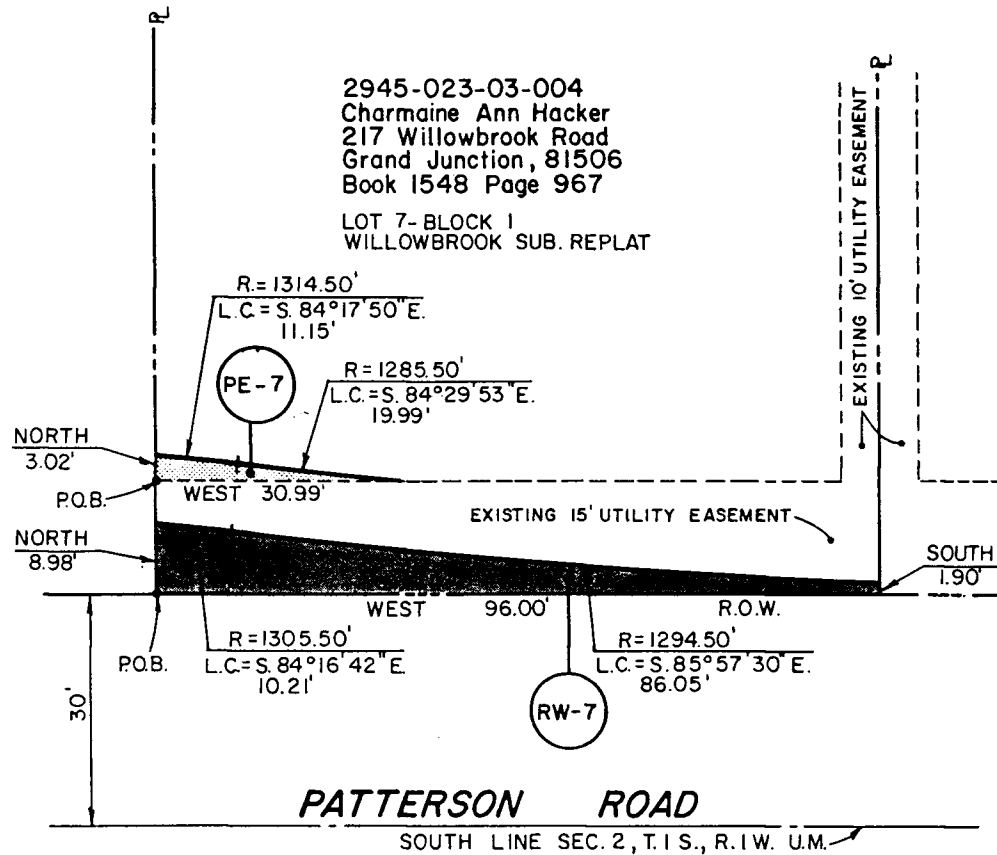 PL
PL
2945-023-03-004
Charmaine Ann Hacker
217 Willowbrook Road
Grand Junction, 81506
Book 1548 Page 967
LOT 7-BLOCK 1
WILLOWBROOK SUB. REPLAT
EXISTING 10' UTILITY EASEMENT
R.= 1314.50'
L.C.= S. 84°17'50"E.
11.15'
PE-7
R=1285.50'
L.C.= S. 84°29'53"E.
19.99'
NORTH
3.02'
P.O.B.
WEST 30.99'
EXISTING 15' UTILITY EASEMENT
NORTH
8.98'
SOUTH
1.90'
WEST 96.00' R.O.W.
P.O.B.
R=1305.50'
L.C.= S. 84°16'42"E.
10.21'
R=1294.50'
L.C.= S. 85°57'30"E.
86.05'
30'
RW-7
PATTERSON ROAD
SOUTH LINE SEC. 2, T. 1 S., R. 1 W. U.M.